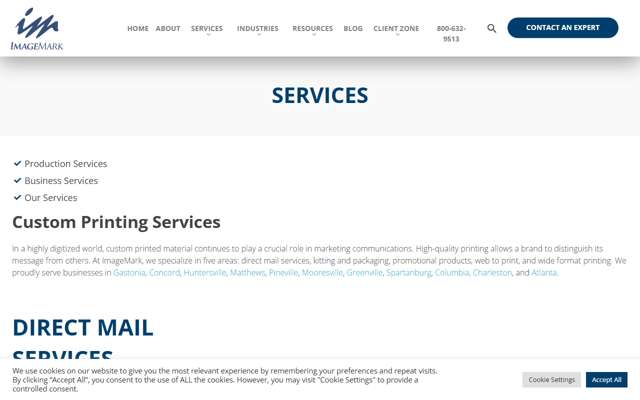 im
IMAGEMARK
HOME ABOUT SERVICES INDUSTRIES RESOURCES BLOG CLIENT ZONE 800-632-
9513
CONTACT AN EXPERT
SERVICES
Production Services
Business Services
Our Services
Custom Printing Services
In a highly digitized world, custom printed material continues to play a crucial role in marketing communications. High-quality printing allows a brand to distinguish its
message from others. At ImageMark, we specialize in five areas: direct mail services, kitting and packaging, promotional products, web to print, and wide format printing. We
proudly serve businesses in Gastonia, Concord, Huntersville, Matthews, Pineville, Mooresville, Greenville, Spartanburg, Columbia, Charleston, and Atlanta.
DIRECT MAIL
SERVICES
We use cookies on our website to give you the most relevant experience by remembering your preferences and repeat visits.
By clicking "Accept All", you consent to the use of ALL the cookies. However, you may visit "Cookie Settings" to provide a
controlled consent.
Cookie Settings
Accept All